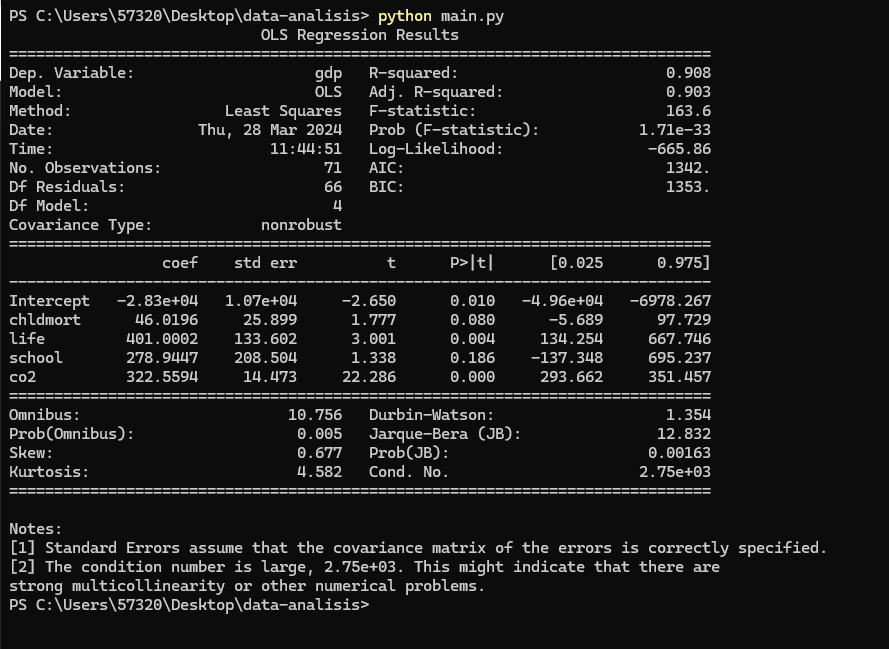 PS C:\Users\57320\Desktop\data-analisis> python main.py
                            OLS Regression Results
==============================================================================
Dep. Variable:                    gdp   R-squared:                       0.908
Model:                            OLS   Adj. R-squared:                  0.903
Method:                 Least Squares   F-statistic:                     163.6
Date:                Thu, 28 Mar 2024   Prob (F-statistic):           1.71e-33
Time:                        11:44:51   Log-Likelihood:                -665.86
No. Observations:                  71   AIC:                             1342.
Df Residuals:                      66   BIC:                             1353.
Df Model:                           4
Covariance Type:            nonrobust
==============================================================================
                 coef    std err          t      P>|t|      [0.025      0.975]
------------------------------------------------------------------------------
Intercept   -2.83e+04   1.07e+04     -2.650      0.010   -4.96e+04   -6978.267
chldmort      46.0196     25.899      1.777      0.080      -5.689      97.729
life         401.0002    133.602      3.001      0.004     134.254     667.746
school       278.9447    208.504      1.338      0.186    -137.348     695.237
co2          322.5594     14.473     22.286      0.000     293.662     351.457
==============================================================================
Omnibus:                       10.756   Durbin-Watson:                   1.354
Prob(Omnibus):                  0.005   Jarque-Bera (JB):               12.832
Skew:                           0.677   Prob(JB):                      0.00163
Kurtosis:                       4.582   Cond. No.                     2.75e+03
==============================================================================

Notes:
[1] Standard Errors assume that the covariance matrix of the errors is correctly specified.
[2] The condition number is large, 2.75e+03. This might indicate that there are
strong multicollinearity or other numerical problems.
PS C:\Users\57320\Desktop\data-analisis>